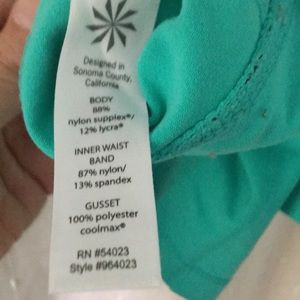 Designed in
Sonoma County,
California
BODY
88%
nylon supplex®/
12% lycra®
INNER WAIST
BAND
87% nylon/
13% spandex
GUSSET
100% polyester
coolmax®
RN #54023
Style #964023